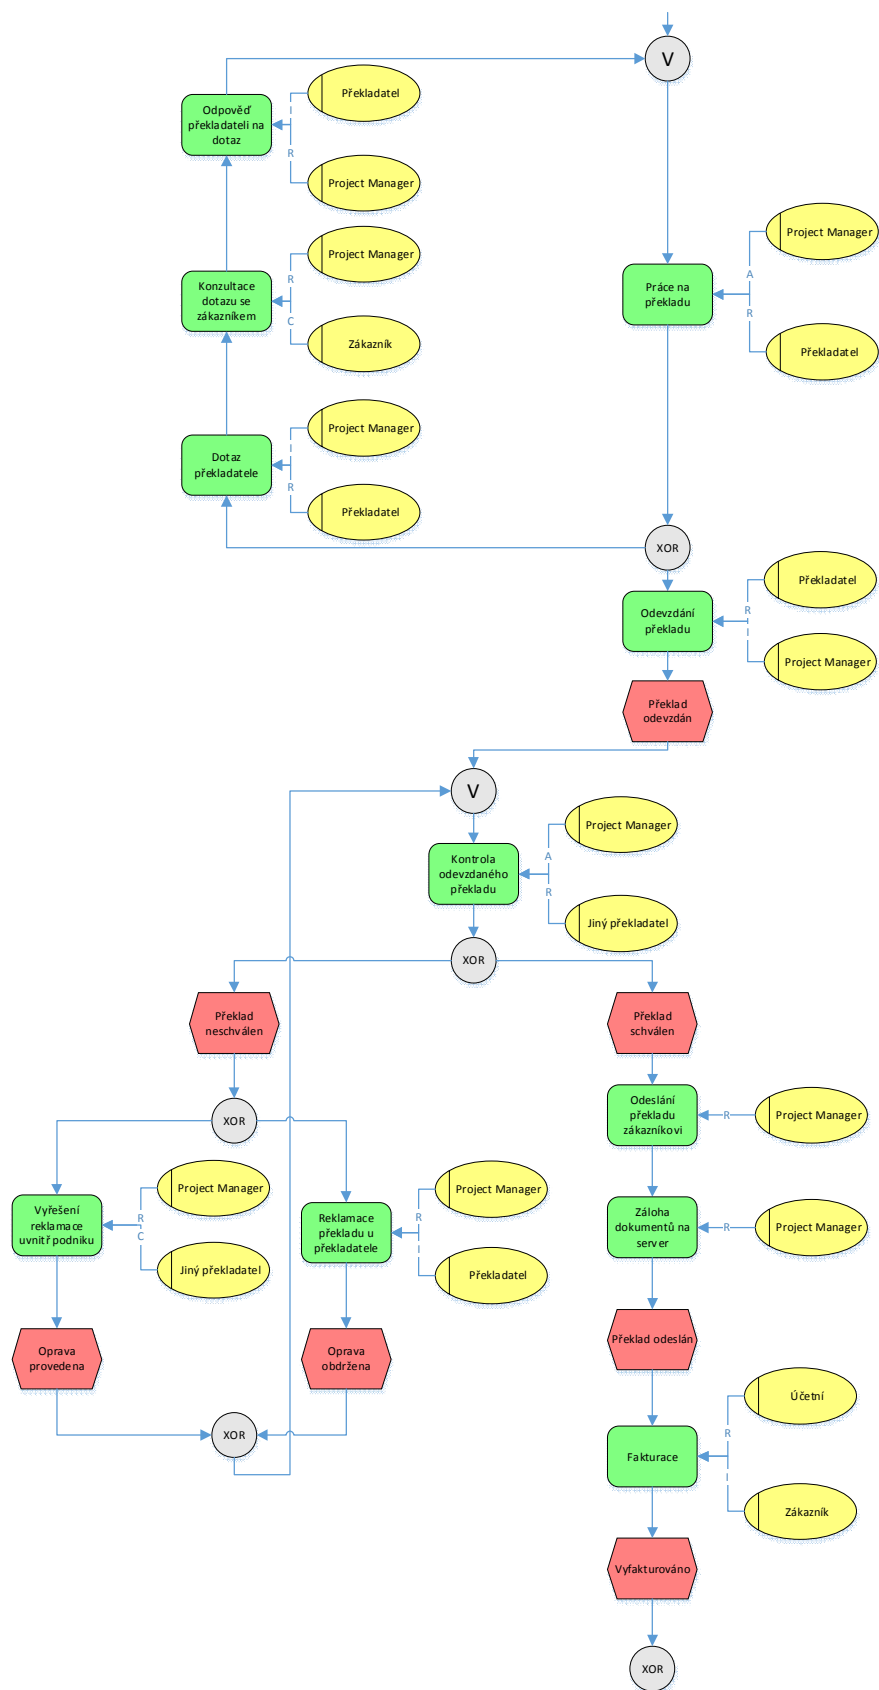 V
Překladatel
Odpověď
překladateli na
dotaz
R
Project Manager
Project Manager
Project Manager
R
A
Konzultace
dotazu se
zákazníkem
Práce na
překladu
C
R
Zákazník
Překladatel
Project Manager
Dotaz
překladatele
R
Překladatel
XOR
Překladatel
Odevzdání
překladu
R
Project Manager
Překlad
odevzdán
V
Project Manager
Kontrola
odevzdaného
překladu
A
R
Jiný překladatel
XOR
Překlad
neschválen
Překlad
schválen
XOR
Odeslání
překladu
zákazníkovi
R
Project Manager
Project Manager
Project Manager
Vyřešení
reklamace
uvnitř podniku
R
C
Reklamace
překladu u
překladatele
R
Záloha
dokumentů na
server
R
Project Manager
Jiný překladatel
Překladatel
Oprava
provedena
Oprava
obdržena
Překlad odeslán
XOR
Účetní
R
Fakturace
Zákazník
Vyfakturováno
XOR